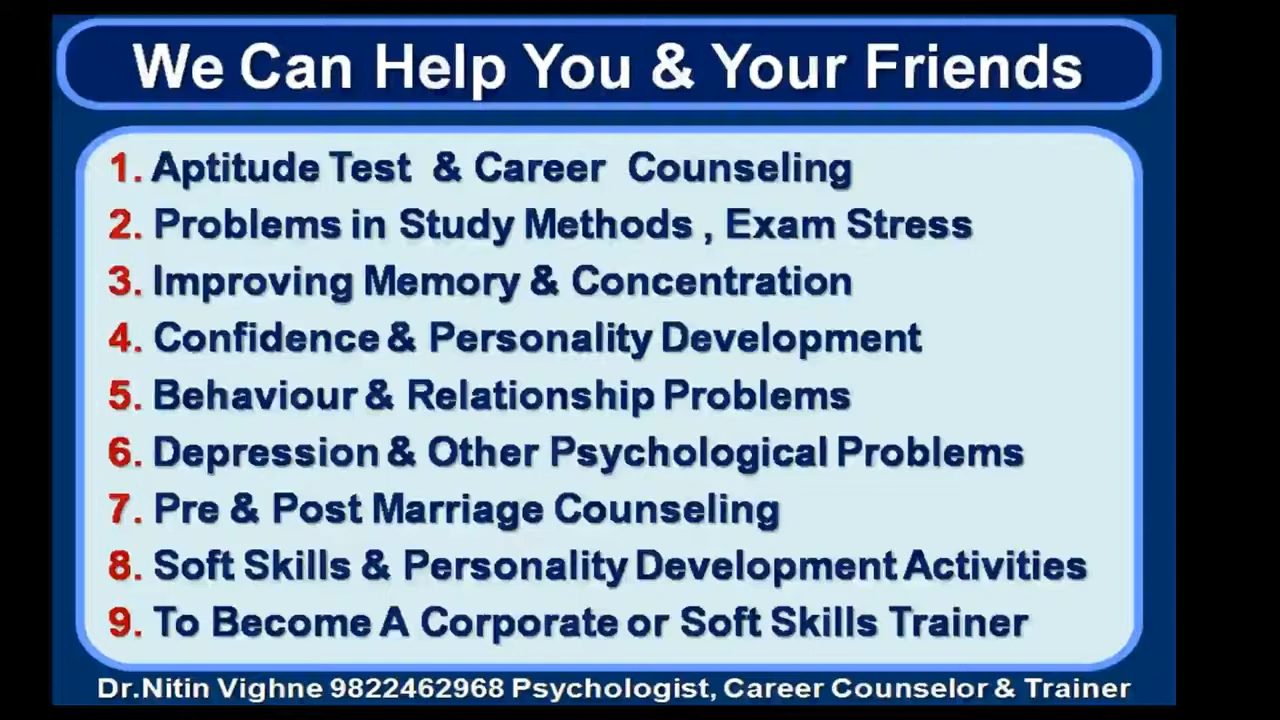 We Can Help You & Your Friends
1. Aptitude Test & Career Counseling
2. Problems in Study Methods , Exam Stress
3. Improving Memory & Concentration
4. Confidence & Personality Development
5. Behaviour & Relationship Problems
6. Depression & Other Psychological Problems
7. Pre & Post Marriage Counseling
8. Soft Skills & Personality Development Activities
9. To Become A Corporate or Soft Skills Trainer
Dr.Nitin Vighne 9822462968 Psychologist, Career Counselor & Trainer